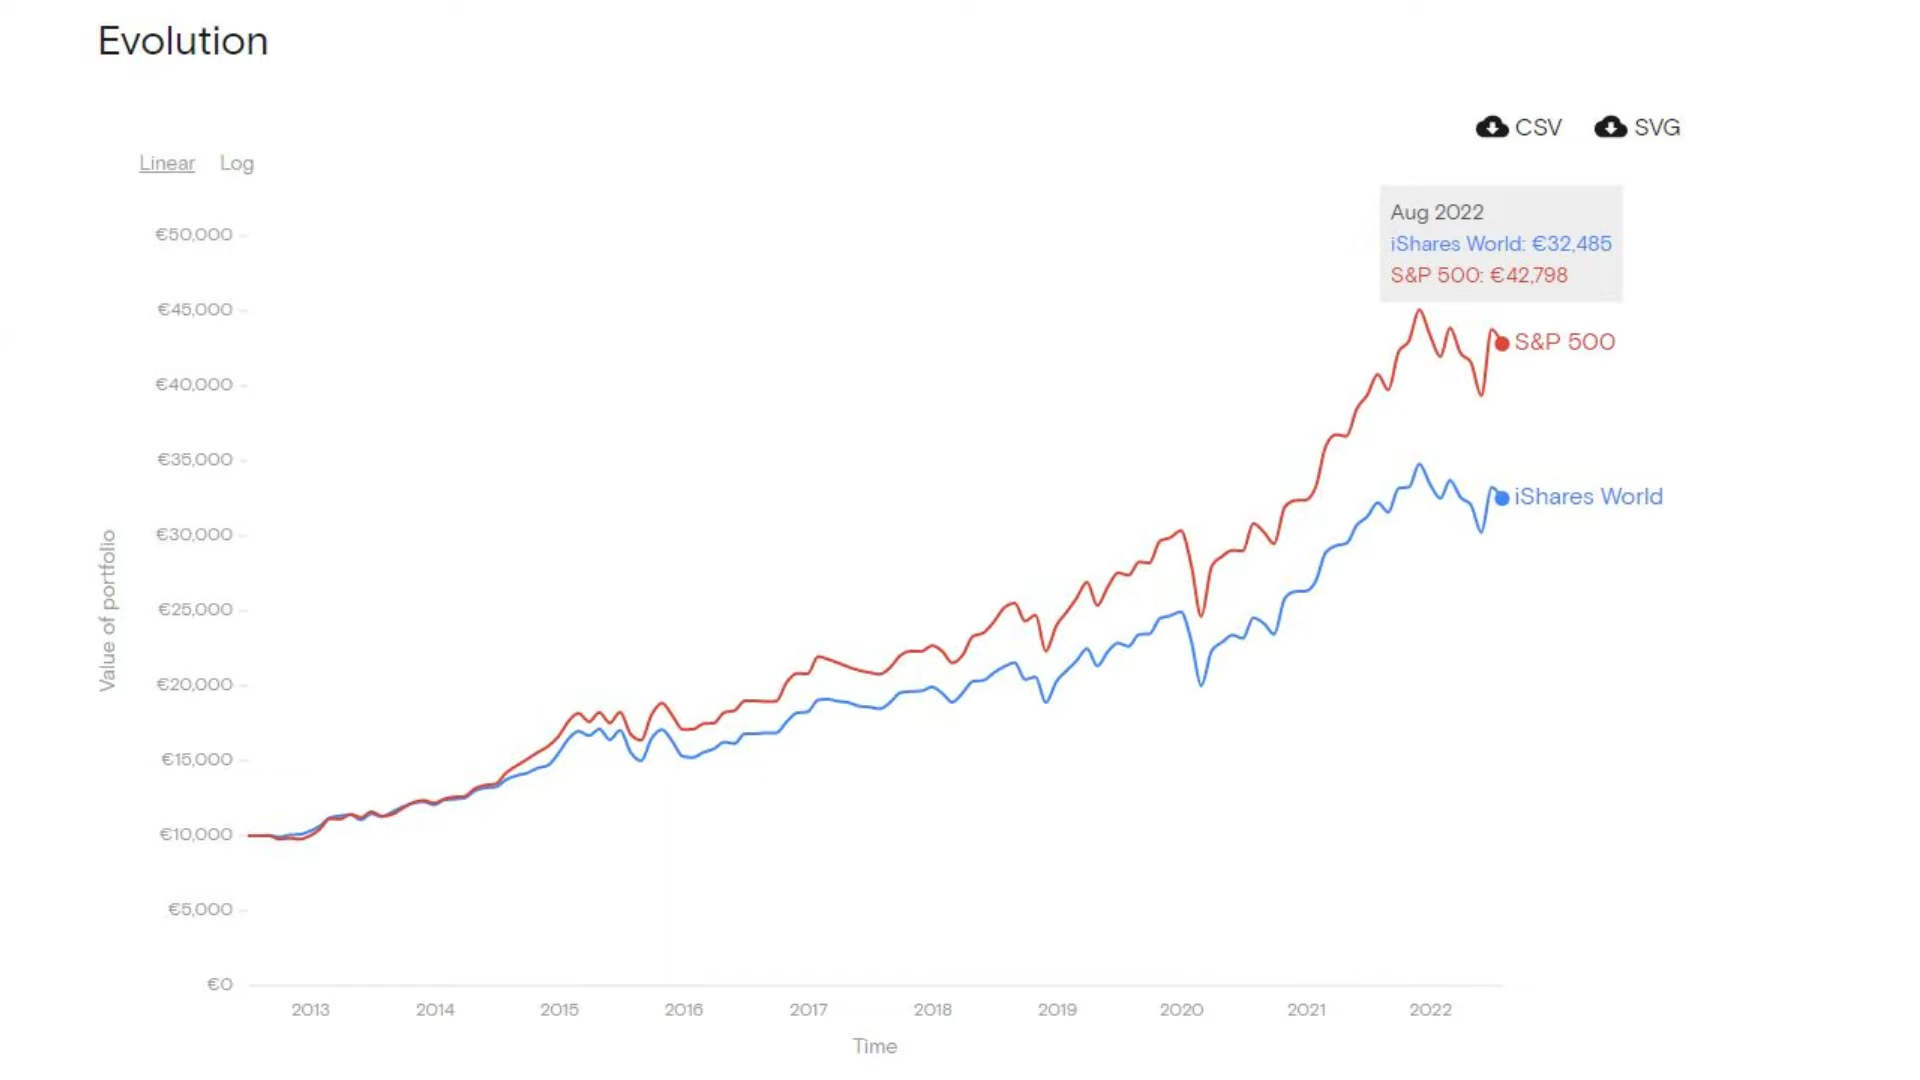 Evolution
CSV SVG
Linear Log
Aug 2022
iShares World: €32,485
S&P 500: €42,798
€50,000
€45,000
€40,000
€35,000
€30,000
€25,000
€20,000
€15,000
€10,000
€5,000
€0
Value of portfolio
S&P 500
iShares World
2013 2014 2015 2016 2017 2018 2019 2020 2021 2022
Time